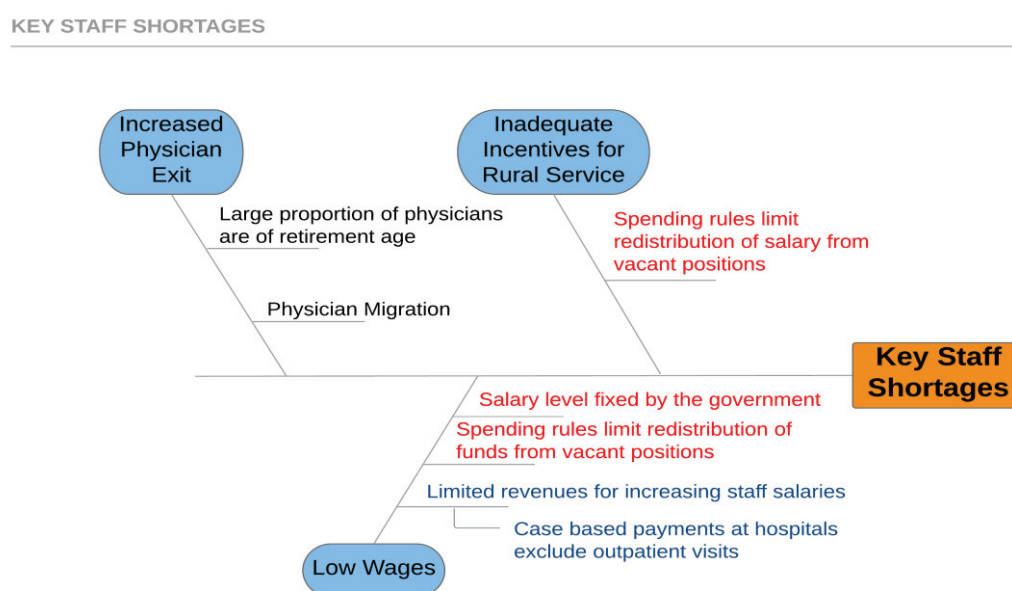 KEY STAFF SHORTAGES
Increased
Physician
Exit
Inadequate
Incentives for
Rural Service
Large proportion of physicians
are of retirement age
Spending rules limit
redistribution of salary from
vacant positions
Physician Migration
Key Staff
Shortages
Salary level fixed by the government
Spending rules limit redistribution of
funds from vacant positions
Limited revenues for increasing staff salaries
Case based payments at hospitals
exclude outpatient visits
Low Wages